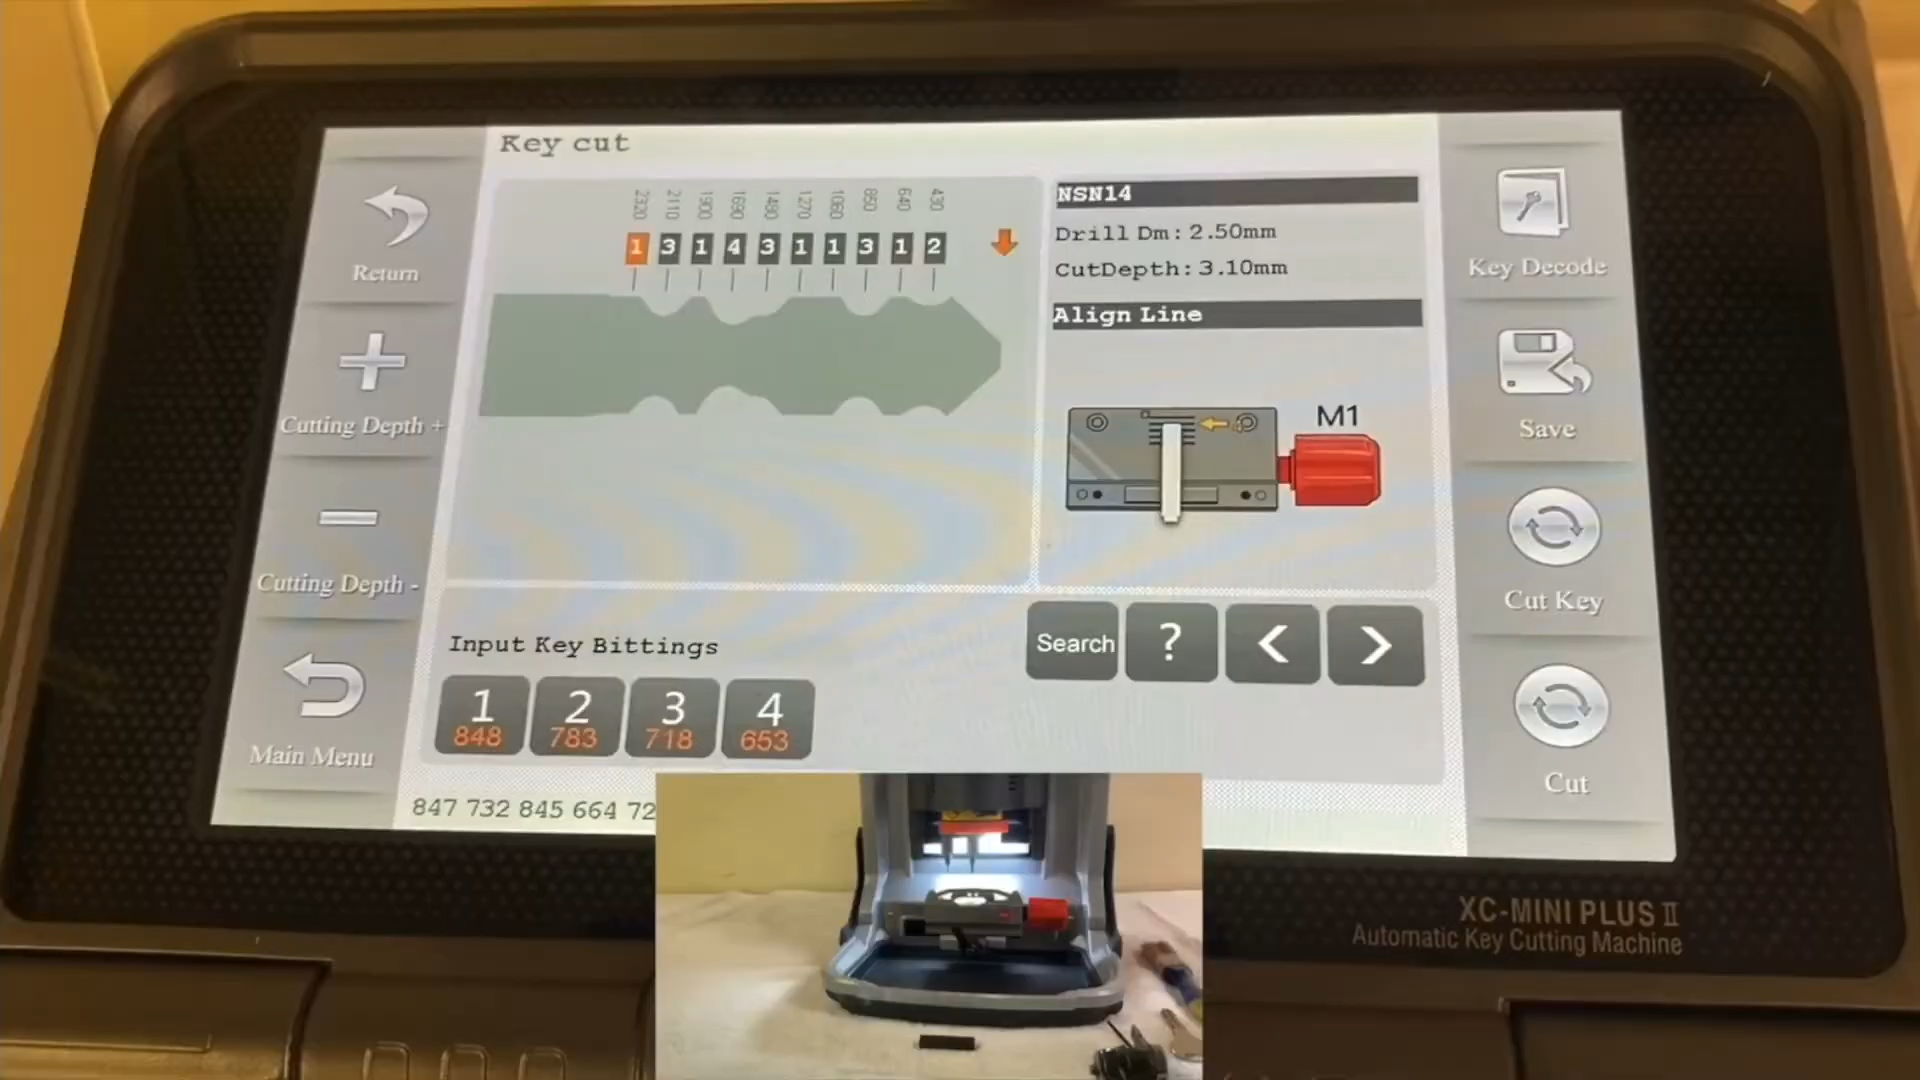 Key cut
2320 2110 1900 1690 1480 1270 1060 850 640 430
1 3 1 4 3 1 1 3 1 2
NSN14
Drill Dm: 2.50mm
CutDepth: 3.10mm
Align Line
M1
Return
Cutting Depth +
Cutting Depth -
Main Menu
Key Decode
Save
Cut Key
Cut
Input Key Bittings
Search ? < >
1 2 3 4
848 783 718 653
847 732 845 664 72
XC-MINI PLUS II
Automatic Key Cutting Machine